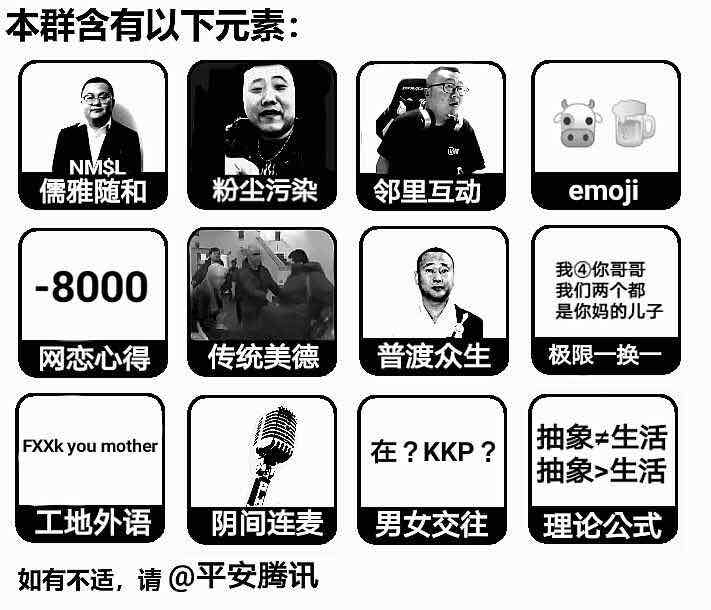 本群含有以下元素：
NM$L
儒雅随和
粉尘污染
邻里互动
emoji
-8000
网恋心得
传统美德
普渡众生
我④你哥哥
我们两个都
是你妈的儿子
极限一换一
FXXk you mother
工地外语
阴间连麦
在？KKP？
男女交往
抽象≠生活
抽象>生活
理论公式
如有不适，请 @平安腾讯